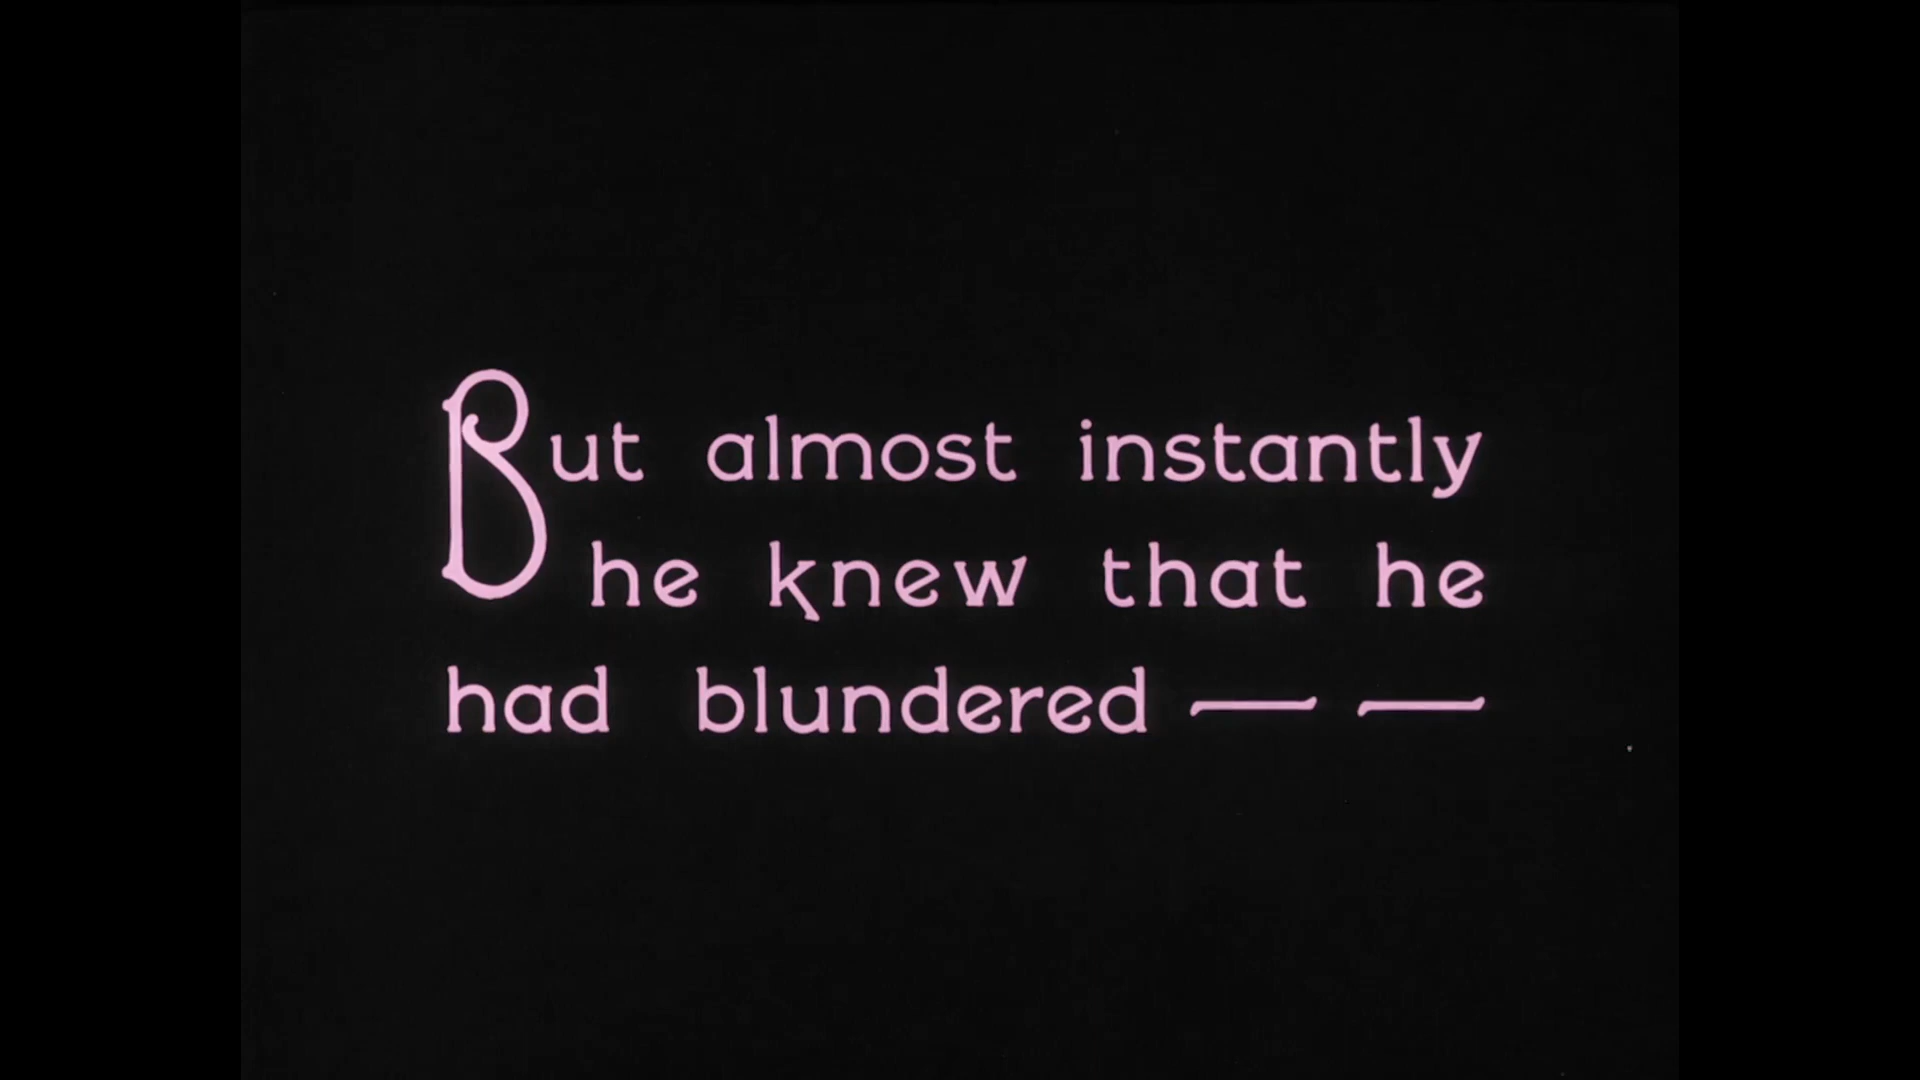 But almost instantly
he knew that he
had blundered — —